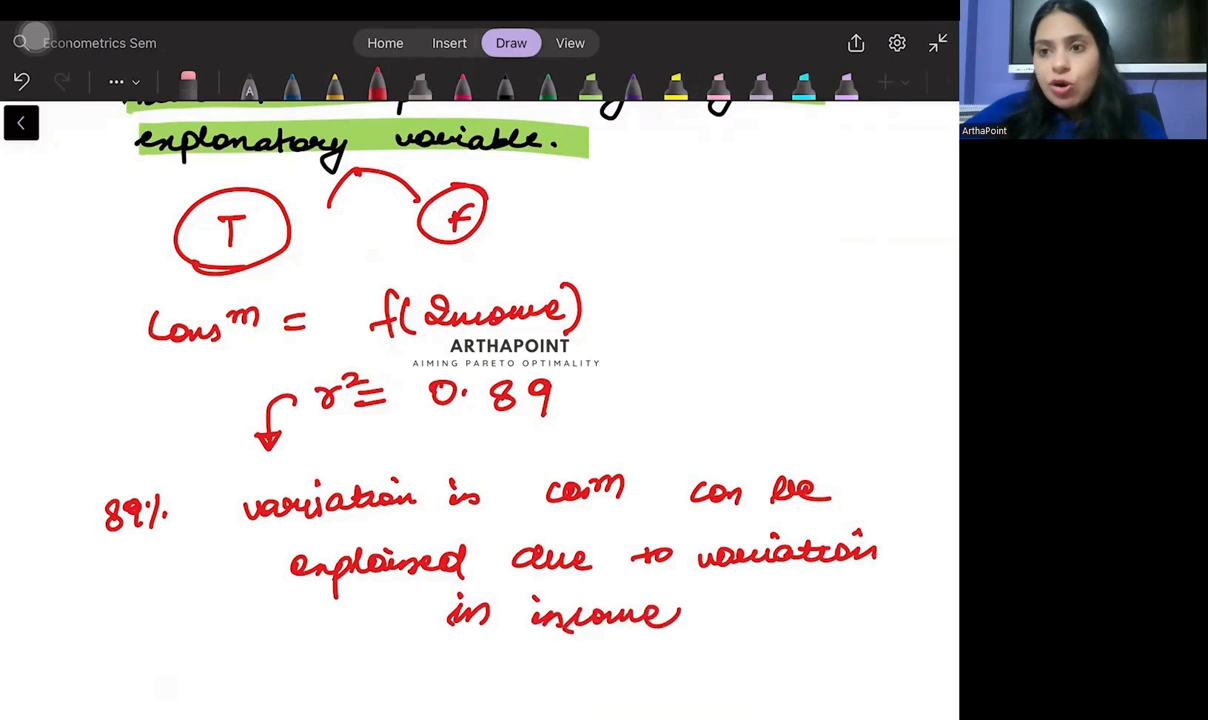 Econometrics Sem
Home Insert Draw View
A
explanatory variable.
ArthaPoint
T f
Consᵐ = f(Income)
ARTHAPOINT
AIMING PARETO OPTIMALITY
r² = 0.89
89% variation in consᵐ can be
explained due to variation
in income